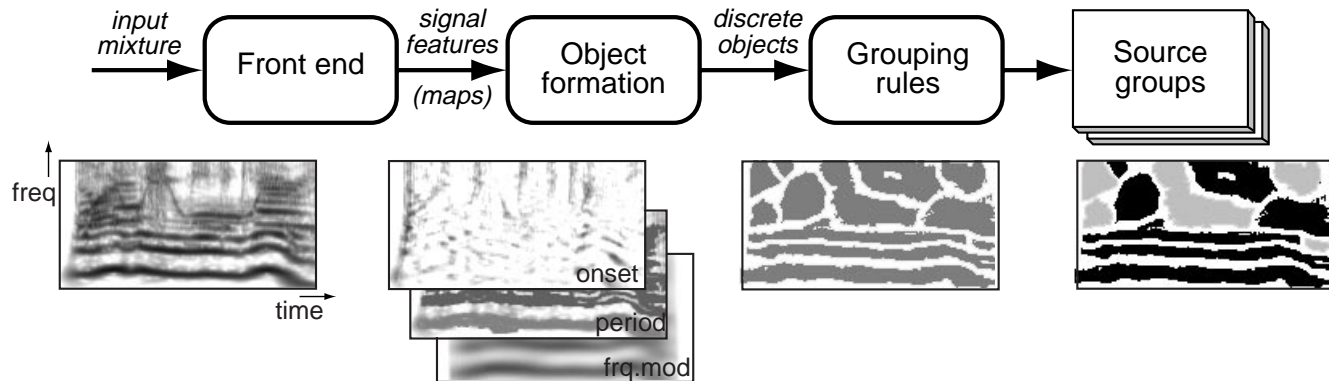 input
mixture
Front end
signal
features
(maps)
Object
formation
discrete
objects
Grouping
rules
Source
groups
freq
time
onset
period
frq.mod